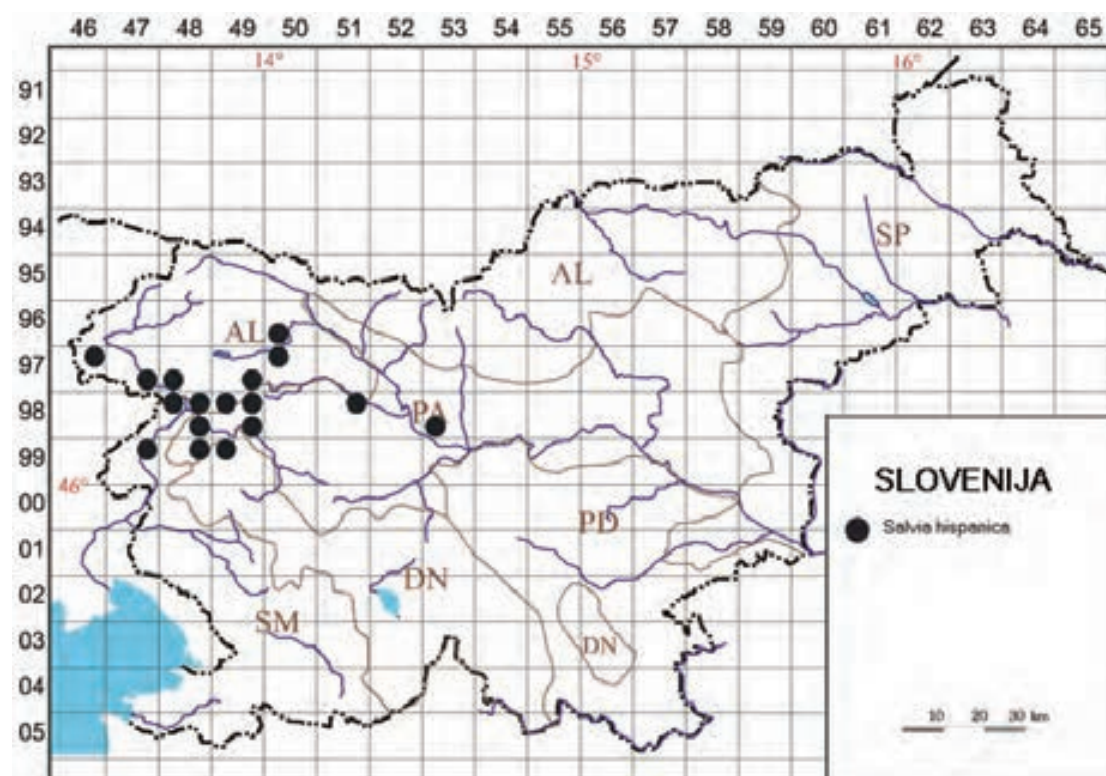 46 47 48 49 50 51 52 53 54 55 56 57 58 59 60 61 62 63 64 65
14° 15° 16°
91
92
93
94 SP
95 AL
96 AL
97
98 PA
99
46° 00 SLOVENIJA
PD Salvia hispanica
01
02 DN
03 SM DN
04
05 10 20 30 km